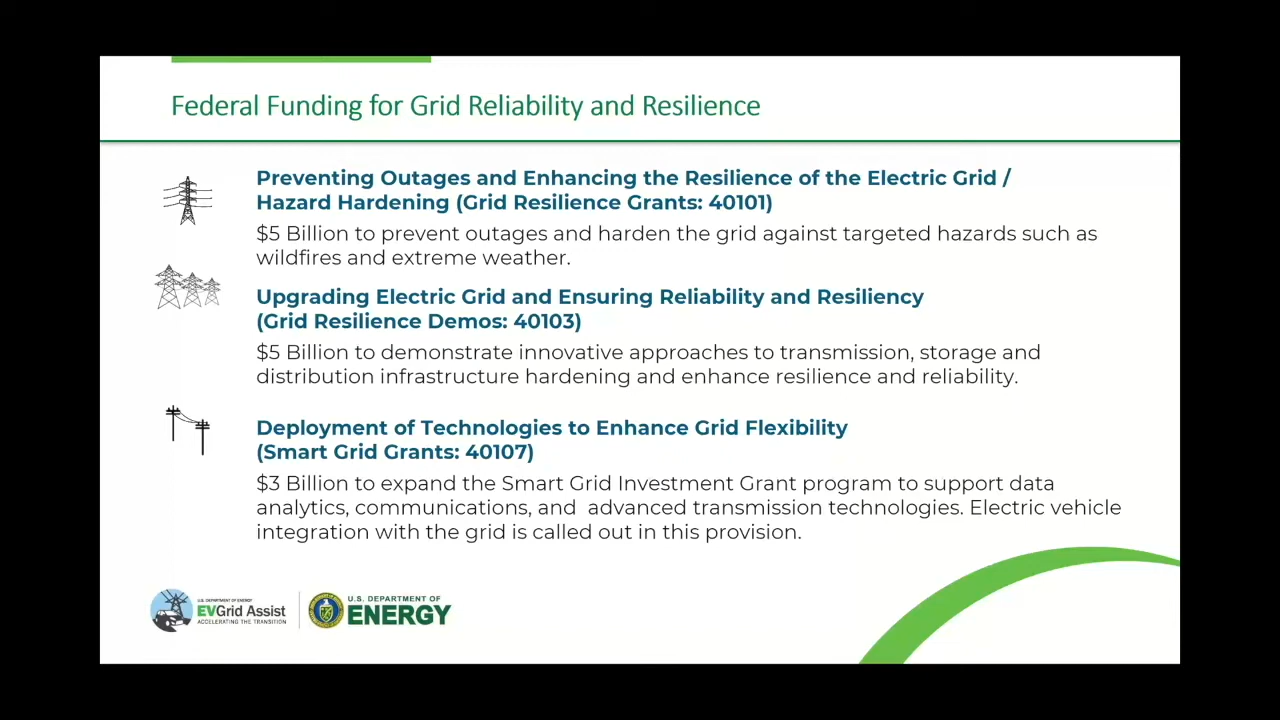 Federal Funding for Grid Reliability and Resilience
Preventing Outages and Enhancing the Resilience of the Electric Grid /
Hazard Hardening (Grid Resilience Grants: 40101)
$5 Billion to prevent outages and harden the grid against targeted hazards such as
wildfires and extreme weather.
Upgrading Electric Grid and Ensuring Reliability and Resiliency
(Grid Resilience Demos: 40103)
$5 Billion to demonstrate innovative approaches to transmission, storage and
distribution infrastructure hardening and enhance resilience and reliability.
Deployment of Technologies to Enhance Grid Flexibility
(Smart Grid Grants: 40107)
$3 Billion to expand the Smart Grid Investment Grant program to support data
analytics, communications, and advanced transmission technologies. Electric vehicle
integration with the grid is called out in this provision.
U.S. DEPARTMENT OF ENERGY
EVGrid Assist
ACCELERATING THE TRANSITION
U.S. DEPARTMENT OF
ENERGY